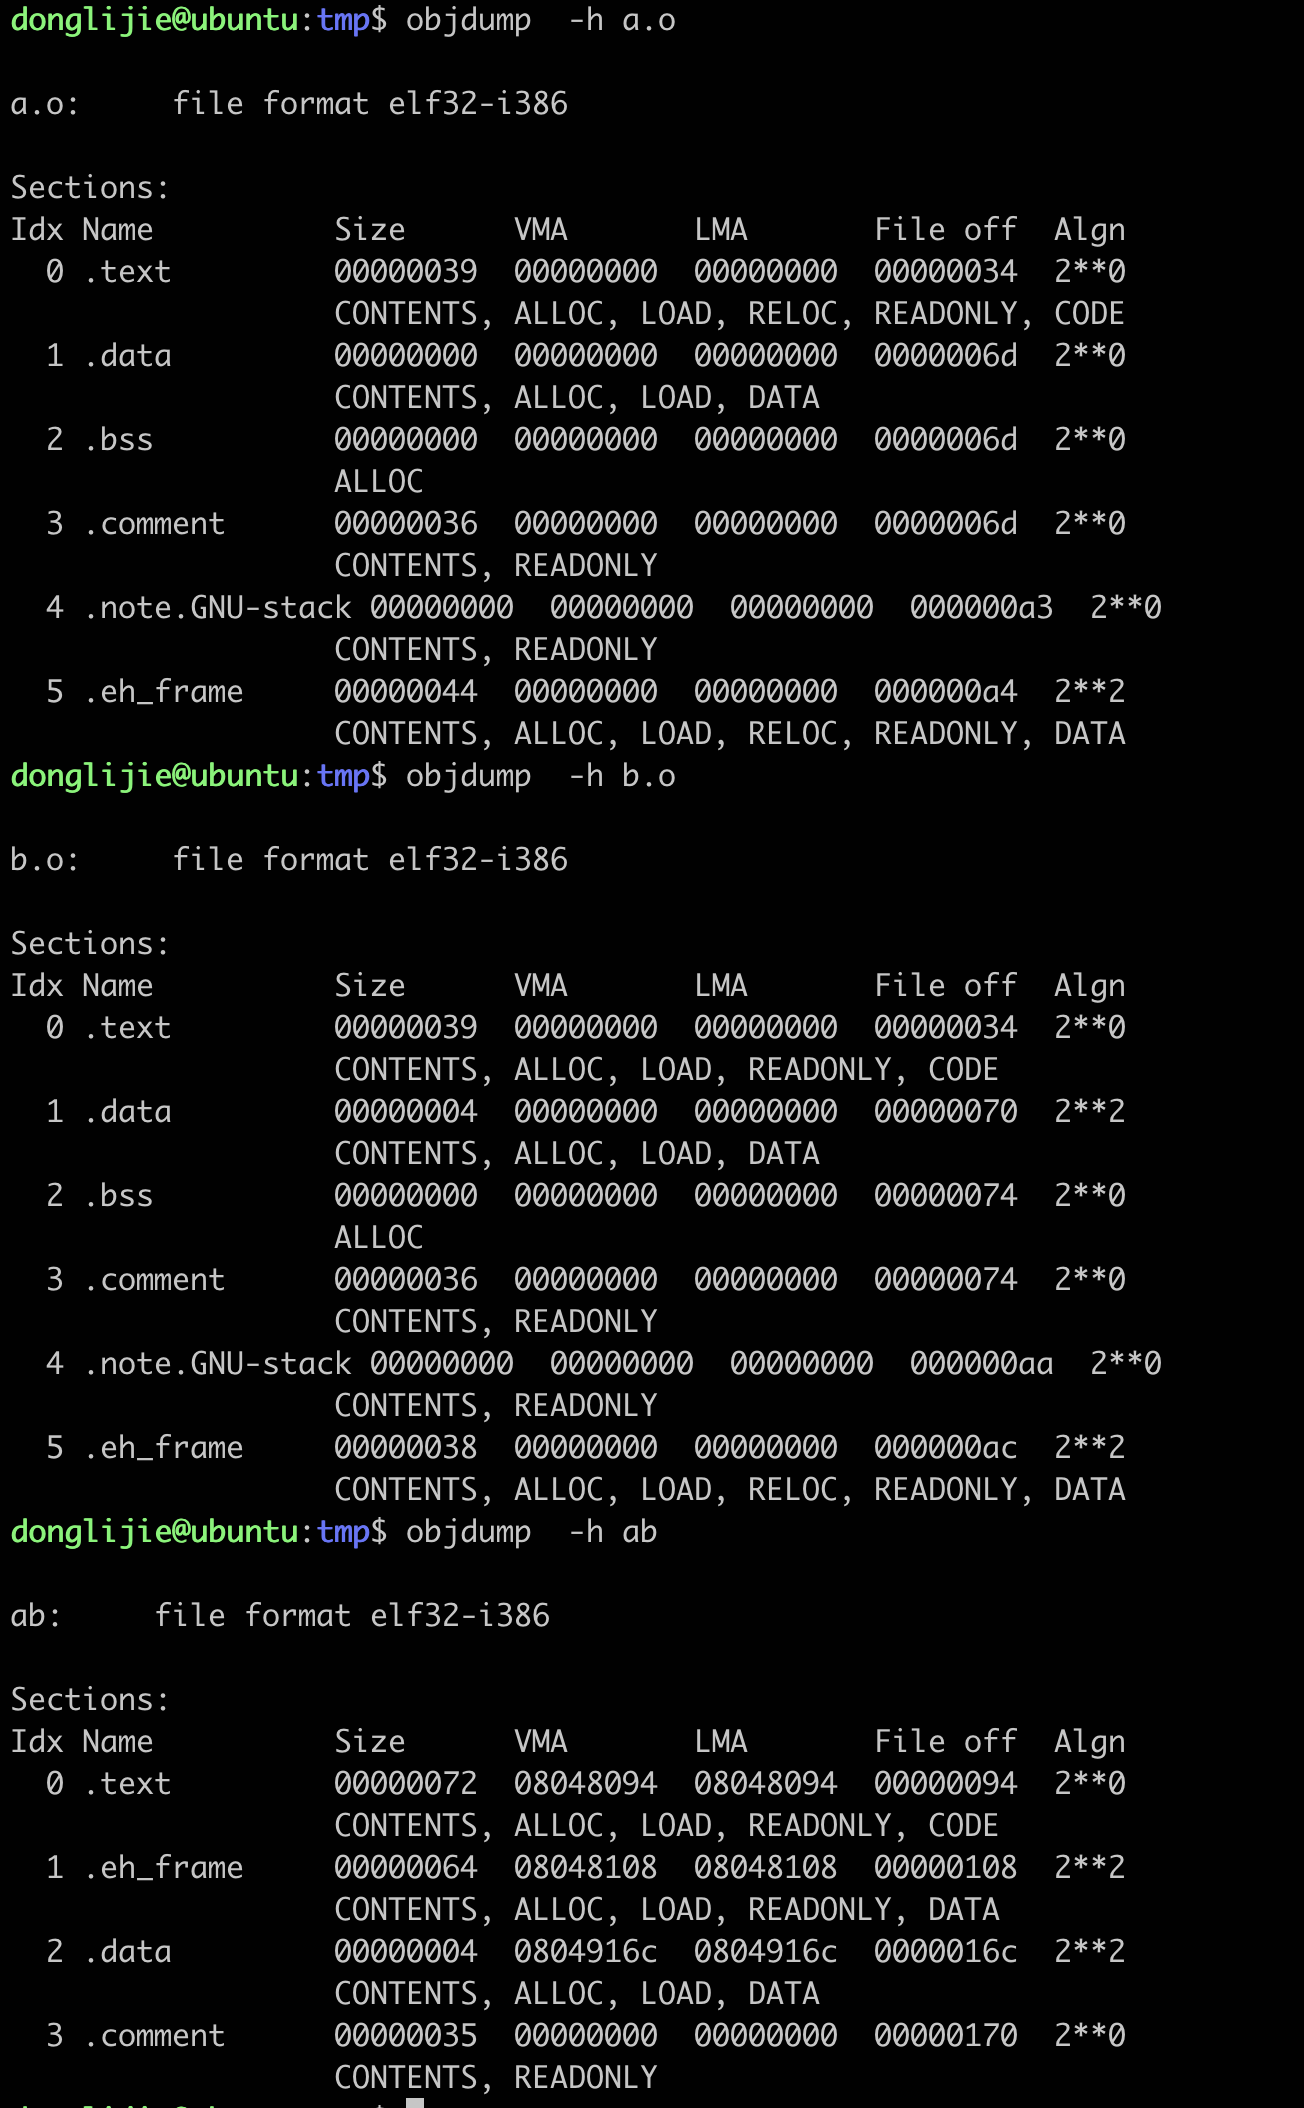 donglijie@ubuntu:tmp$ objdump  -h a.o

a.o:     file format elf32-i386

Sections:
Idx Name          Size      VMA       LMA       File off  Algn
  0 .text         00000039  00000000  00000000  00000034  2**0
                  CONTENTS, ALLOC, LOAD, RELOC, READONLY, CODE
  1 .data         00000000  00000000  00000000  0000006d  2**0
                  CONTENTS, ALLOC, LOAD, DATA
  2 .bss          00000000  00000000  00000000  0000006d  2**0
                  ALLOC
  3 .comment      00000036  00000000  00000000  0000006d  2**0
                  CONTENTS, READONLY
  4 .note.GNU-stack 00000000  00000000  00000000  000000a3  2**0
                  CONTENTS, READONLY
  5 .eh_frame     00000044  00000000  00000000  000000a4  2**2
                  CONTENTS, ALLOC, LOAD, RELOC, READONLY, DATA
donglijie@ubuntu:tmp$ objdump  -h b.o

b.o:     file format elf32-i386

Sections:
Idx Name          Size      VMA       LMA       File off  Algn
  0 .text         00000039  00000000  00000000  00000034  2**0
                  CONTENTS, ALLOC, LOAD, READONLY, CODE
  1 .data         00000004  00000000  00000000  00000070  2**2
                  CONTENTS, ALLOC, LOAD, DATA
  2 .bss          00000000  00000000  00000000  00000074  2**0
                  ALLOC
  3 .comment      00000036  00000000  00000000  00000074  2**0
                  CONTENTS, READONLY
  4 .note.GNU-stack 00000000  00000000  00000000  000000aa  2**0
                  CONTENTS, READONLY
  5 .eh_frame     00000038  00000000  00000000  000000ac  2**2
                  CONTENTS, ALLOC, LOAD, RELOC, READONLY, DATA
donglijie@ubuntu:tmp$ objdump  -h ab

ab:     file format elf32-i386

Sections:
Idx Name          Size      VMA       LMA       File off  Algn
  0 .text         00000072  08048094  08048094  00000094  2**0
                  CONTENTS, ALLOC, LOAD, READONLY, CODE
  1 .eh_frame     00000064  08048108  08048108  00000108  2**2
                  CONTENTS, ALLOC, LOAD, READONLY, DATA
  2 .data         00000004  0804916c  0804916c  0000016c  2**2
                  CONTENTS, ALLOC, LOAD, DATA
  3 .comment      00000035  00000000  00000000  00000170  2**0
                  CONTENTS, READONLY